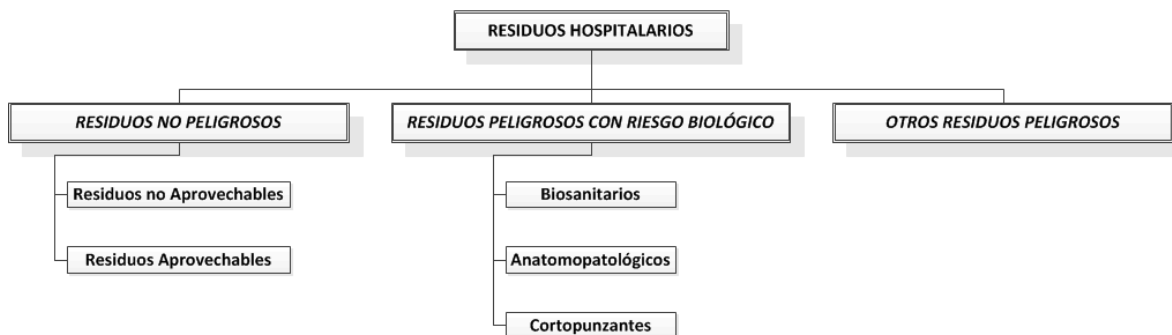 RESIDUOS HOSPITALARIOS
RESIDUOS NO PELIGROSOS
RESIDUOS PELIGROSOS CON RIESGO BIOLÓGICO
OTROS RESIDUOS PELIGROSOS
Residuos no Aprovechables
Residuos Aprovechables
Biosanitarios
Anatomopatológicos
Cortopunzantes